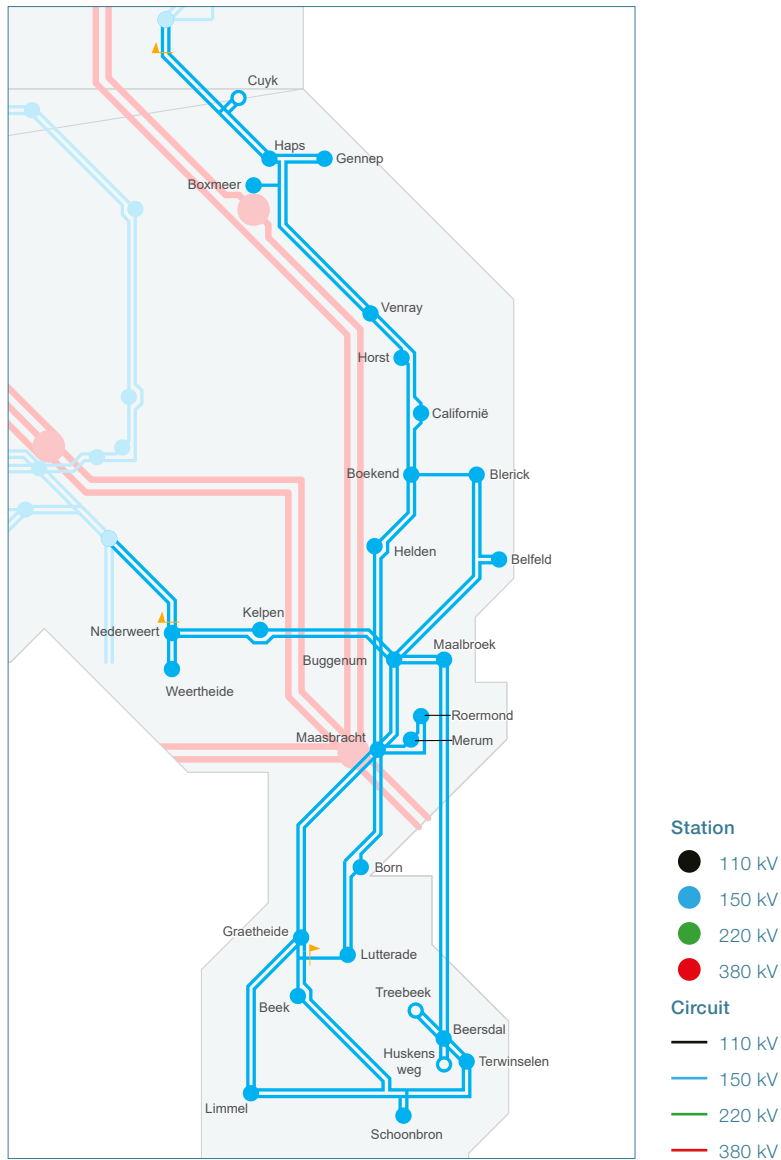 Cuyk
Haps
Gennep
Boxmeer
Venray
Horst
Californië
Boekend
Blerick
Helden
Belfeld
Kelpen
Nederweert
Maalbroek
Buggenum
Weertheide
Roermond
Maasbracht
Merum
Born
Graetheide
Lutterade
Treebeek
Beek
Beersdal
Huskens
weg
Terwinselen
Limmel
Schoonbron
Station
110 kV
150 kV
220 kV
380 kV
Circuit
110 kV
150 kV
220 kV
380 kV